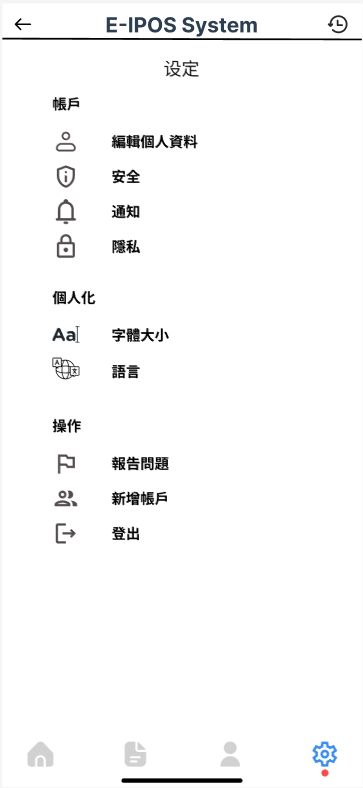 E-IPOS System
设定
帳戶
編輯個人資料
安全
通知
隱私
個人化
Aa
字體大小
語言
操作
報告問題
新增帳戶
登出